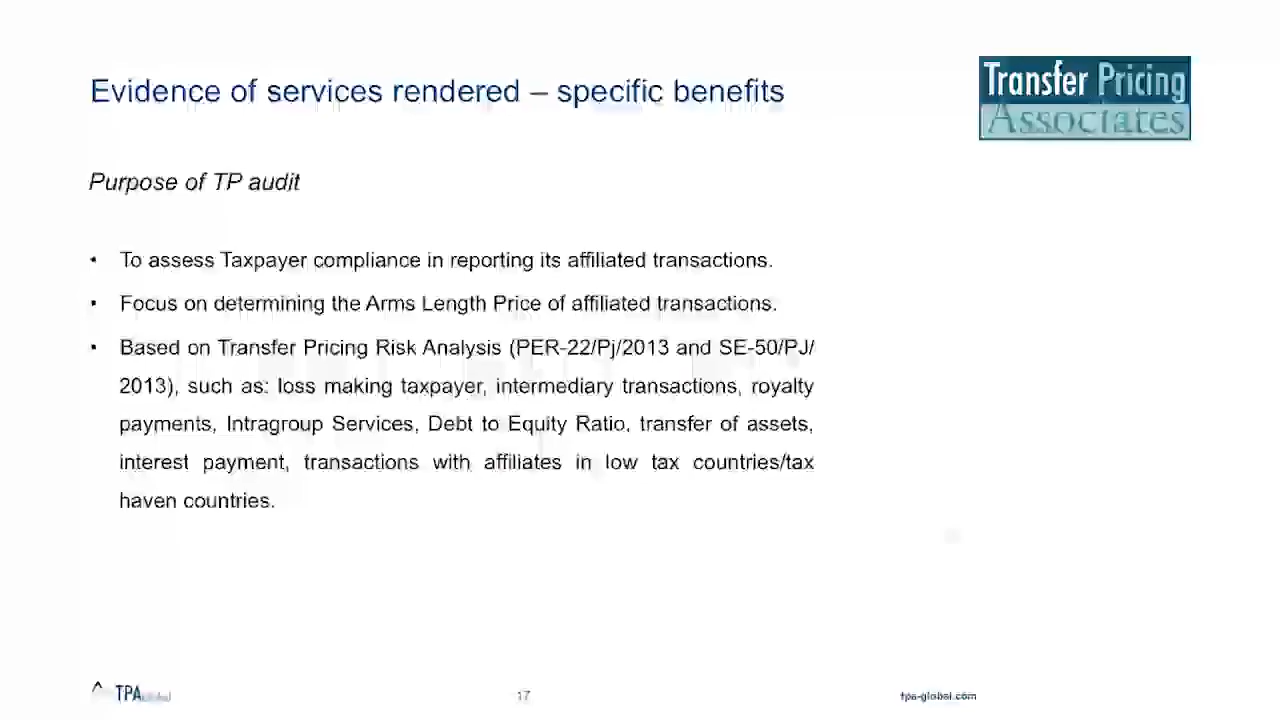 Evidence of services rendered – specific benefits
Transfer Pricing
Associates
Purpose of TP audit
• To assess Taxpayer compliance in reporting its affiliated transactions.
• Focus on determining the Arms Length Price of affiliated transactions.
• Based on Transfer Pricing Risk Analysis (PER-22/Pj/2013 and SE-50/PJ/
2013), such as: loss making taxpayer, intermediary transactions, royalty
payments, Intragroup Services, Debt to Equity Ratio, transfer of assets,
interest payment, transactions with affiliates in low tax countries/tax
haven countries.
TPA global
17
tpa-global.com